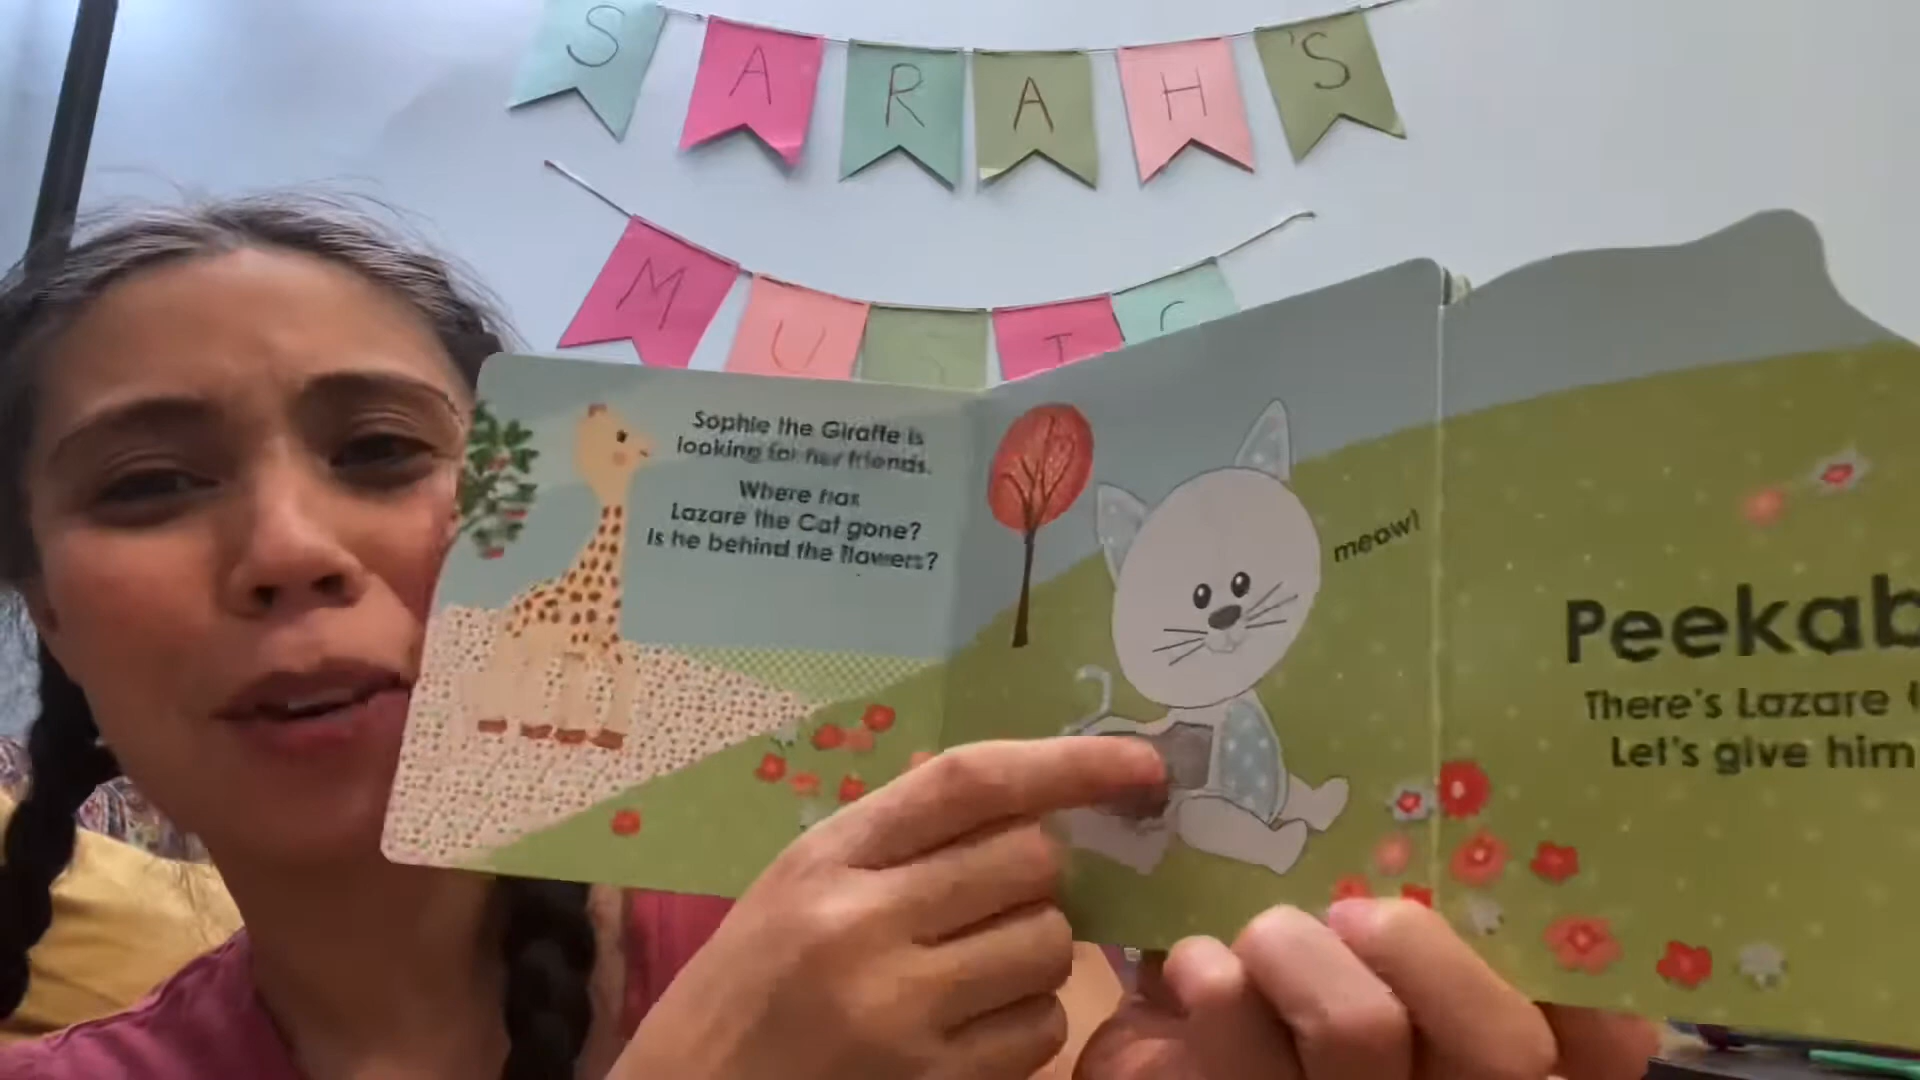 SARAH'S
MUSIC
Sophie the Giraffe is
looking for her friends.
Where has
Lazare the Cat gone?
Is he behind the flowers?
meow!
Peekab
There's Lazare
Let's give him